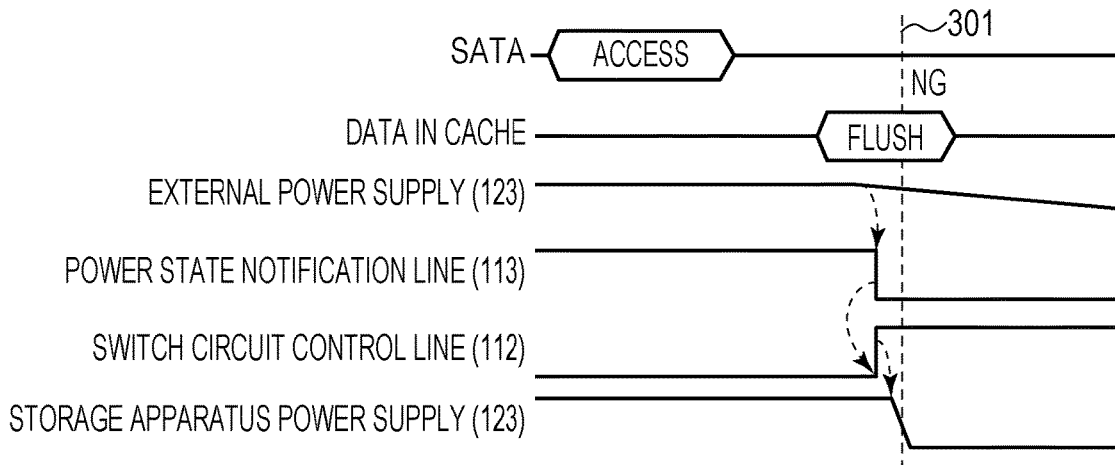 301
SATA ACCESS
NG
DATA IN CACHE FLUSH
EXTERNAL POWER SUPPLY (123)
POWER STATE NOTIFICATION LINE (113)
SWITCH CIRCUIT CONTROL LINE (112)
STORAGE APPARATUS POWER SUPPLY (123)